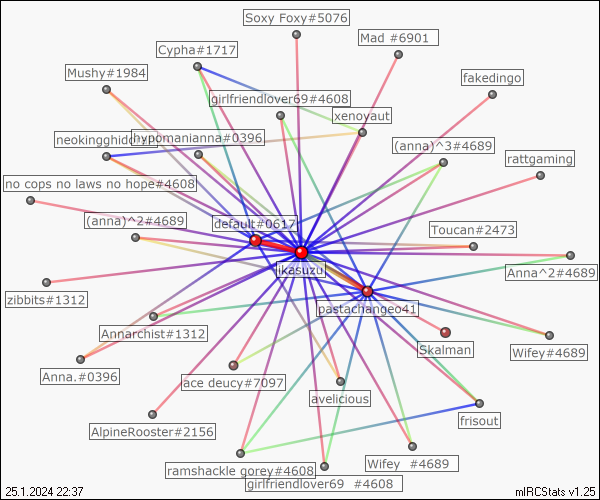 Soxy Foxy#5076
Mad #6901
Cypha#1717
Mushy#1984
fakedingo
girlfriendlover69#4608
xenoyaut
neokingghido
hypomanianna#0396
(anna)^3#4689
rattgaming
no cops no laws no hope#4608
(anna)^2#4689
default#0617
Toucan#2473
ikasuzu
Anna^2#4689
zibbits#1312
pastachange041
Annarchist#1312
Skalman
Wifey#4689
Anna.#0396
ace deucy#7097
avelicious
AlpineRooster#2156
frisout
ramshackle gorey#4608
Wifey #4689
girlfriendlover69 #4608
25.1.2024 22:37
mIRCStats v1.25